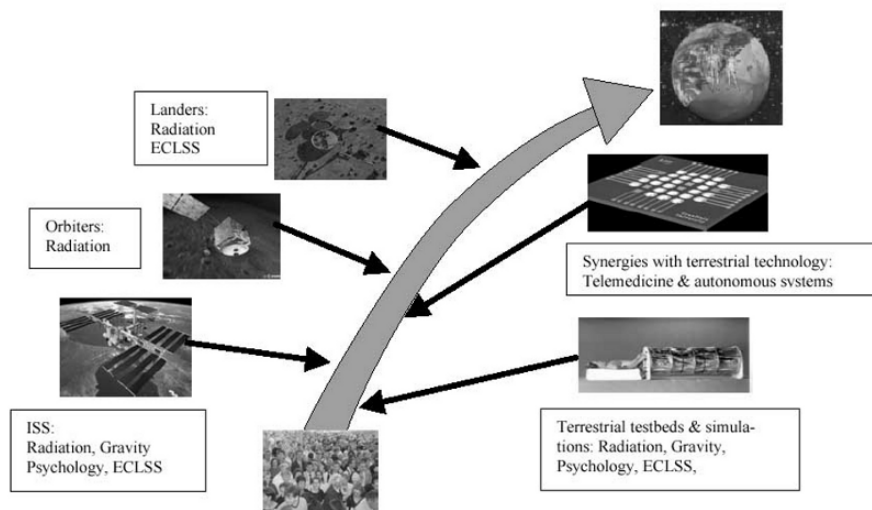 Landers:
Radiation
ECLSS
Orbiters:
Radiation
Synergies with terrestrial technology:
Telemedicine & autonomous systems
ISS:
Radiation, Gravity
Psychology, ECLSS
Terrestrial testbeds & simula-
tions: Radiation, Gravity,
Psychology, ECLSS,